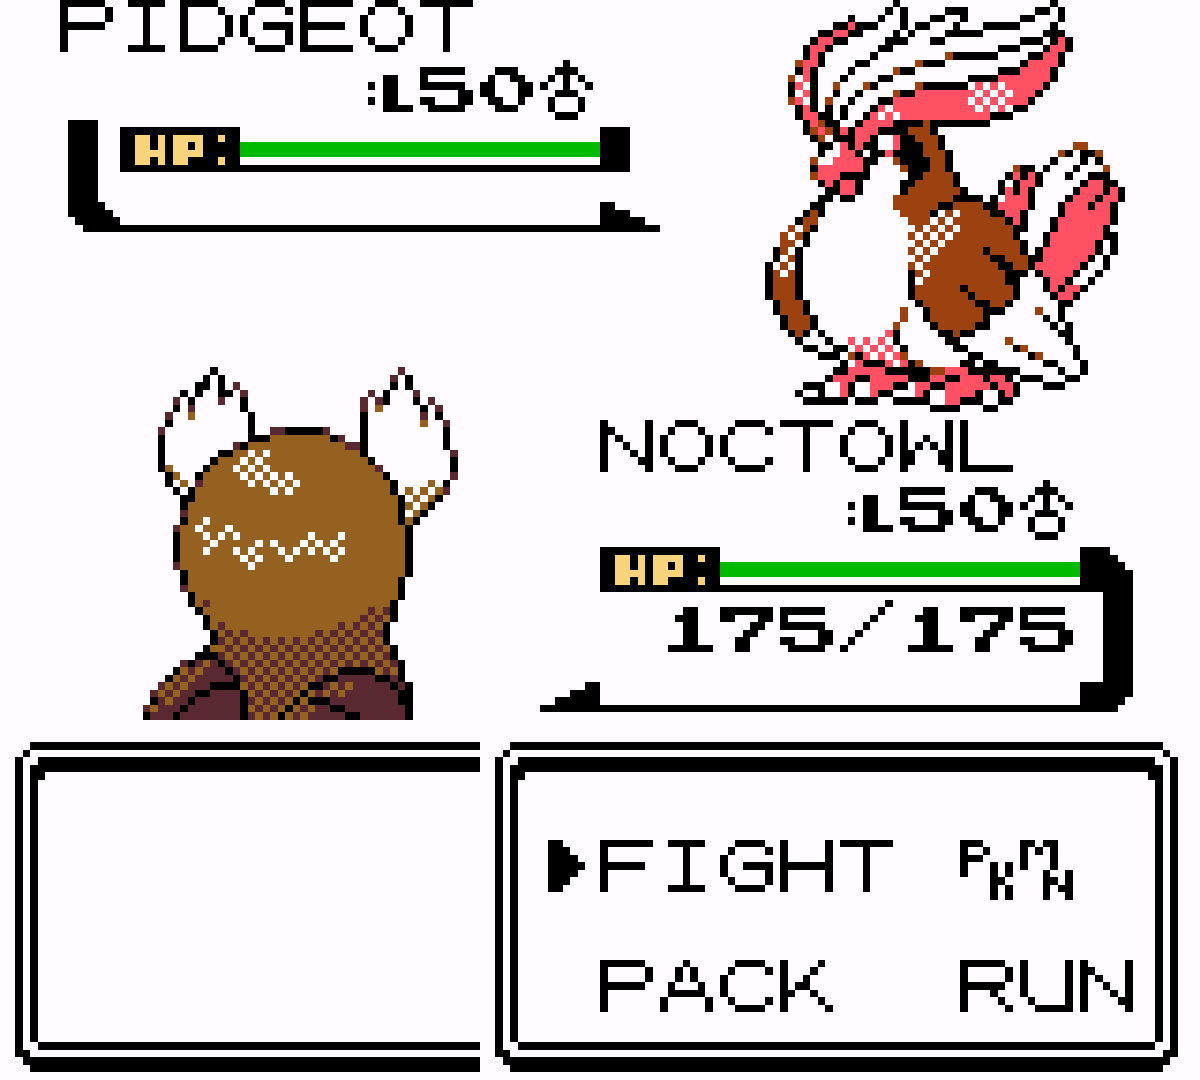 PIDGEOT
:L50♂
HP:
NOCTOWL
:L50♂
HP:
175/175
FIGHT PKMN
PACK RUN